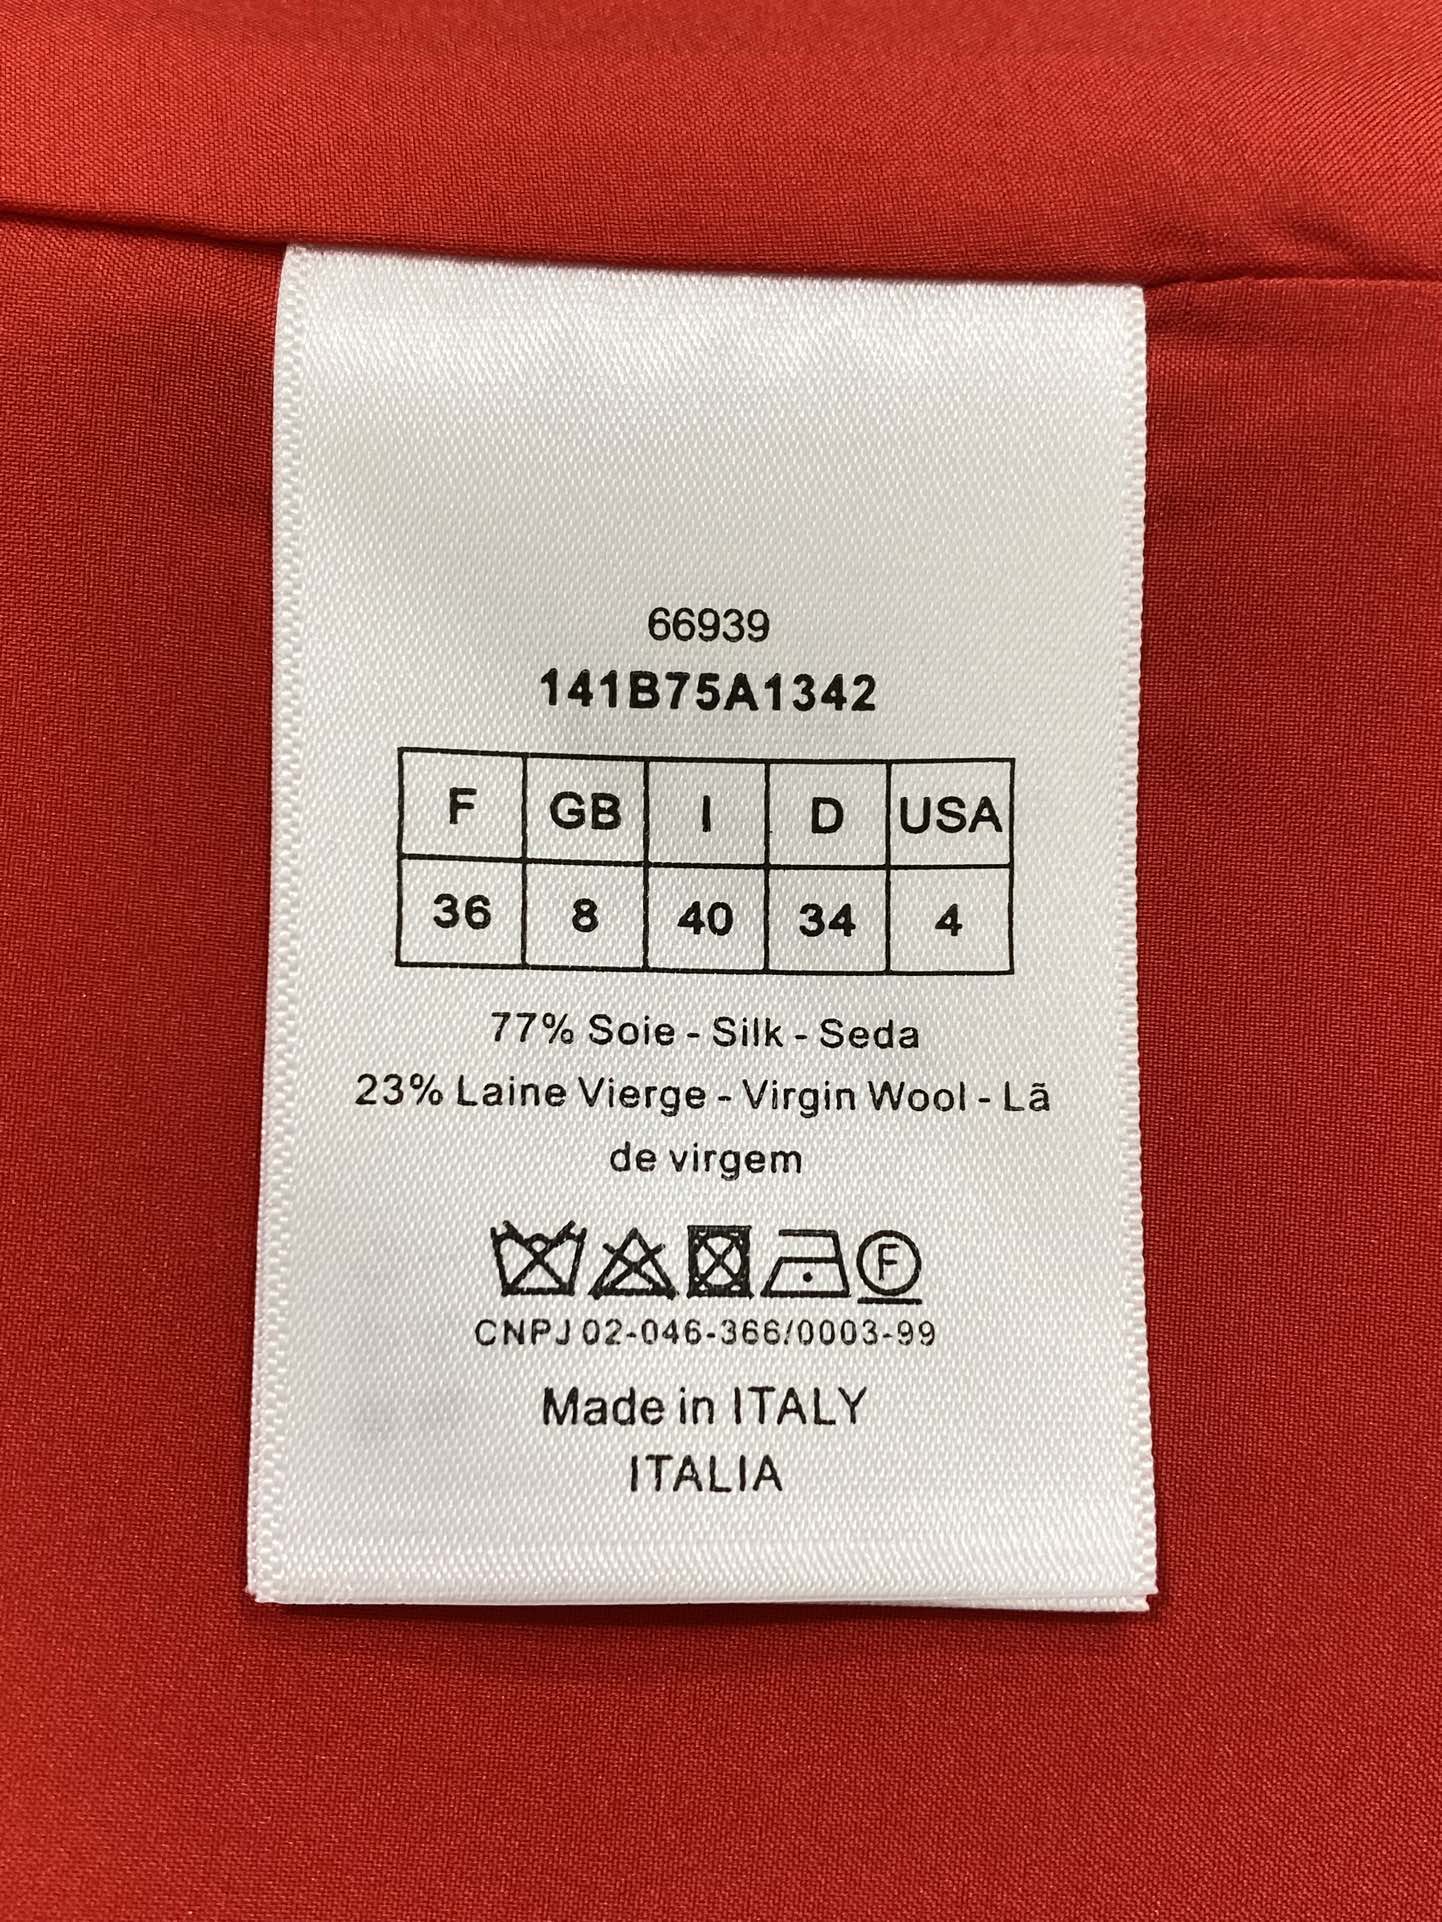 66939
141B75A1342
F GB I D USA
36 8 40 34 4
77% Soie - Silk - Seda
23% Laine Vierge - Virgin Wool - Lã
de virgem
F
CNPJ 02-046-366/0003-99
Made in ITALY
ITALIA